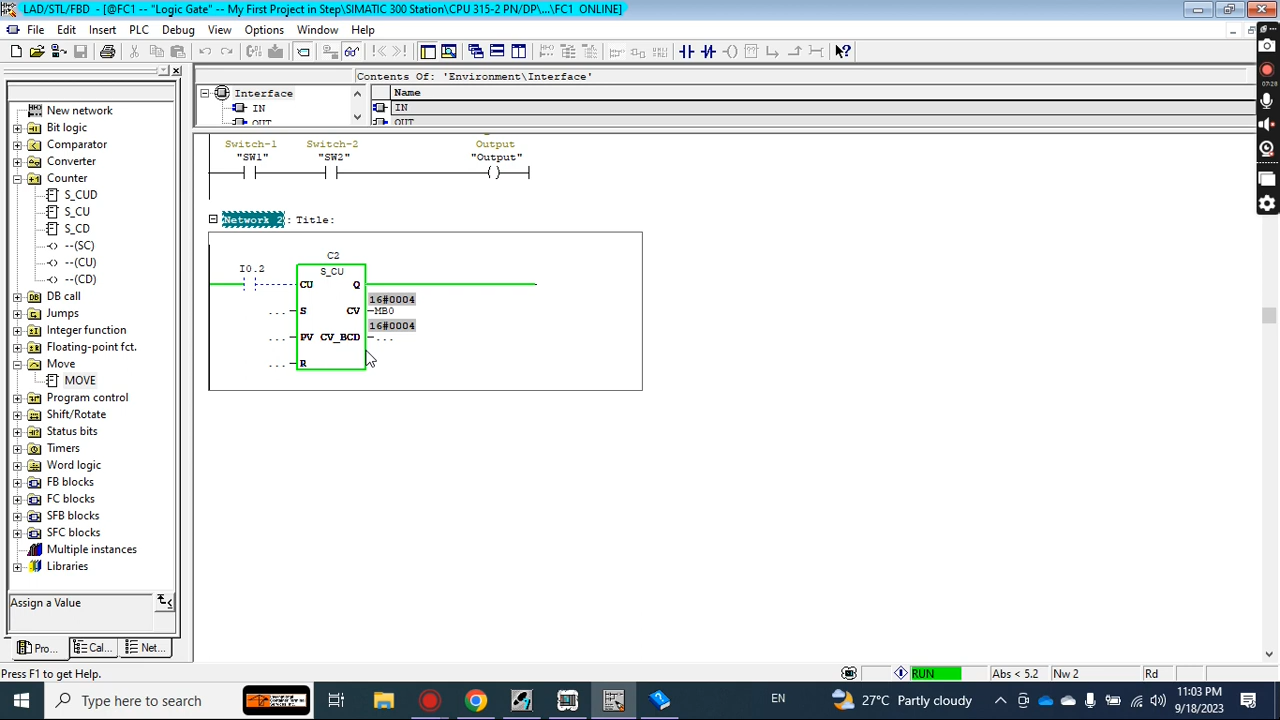 LAD/STL/FBD - [@FC1 -- "Logic Gate" -- My First Project in Step\SIMATIC 300 Station\CPU 315-2 PN/DP\...\FC1 ONLINE]
File Edit Insert PLC Debug View Options Window Help
Contents Of: 'Environment\Interface'
Interface
IN
OUT
Name
IN
OUT
New network
Bit logic
Comparator
Converter
Counter
S_CUD
S_CU
S_CD
--(SC)
--(CU)
--(CD)
DB call
Jumps
Integer function
Floating-point fct.
Move
MOVE
Program control
Shift/Rotate
Status bits
Timers
Word logic
FB blocks
FC blocks
SFB blocks
SFC blocks
Multiple instances
Libraries
Assign a Value
Pro... Cal... Net...
Switch-1 Switch-2 Output
"SW1" "SW2" "Output"
Network 2: Title:
C2
I0.2 S_CU
CU Q
16#0004
... S CV MB0
16#0004
... PV CV_BCD ...
... R
07:28
Press F1 to get Help.
RUN Abs < 5.2 Nw 2 Rd
Type here to search
EN
27°C Partly cloudy
11:03 PM
9/18/2023